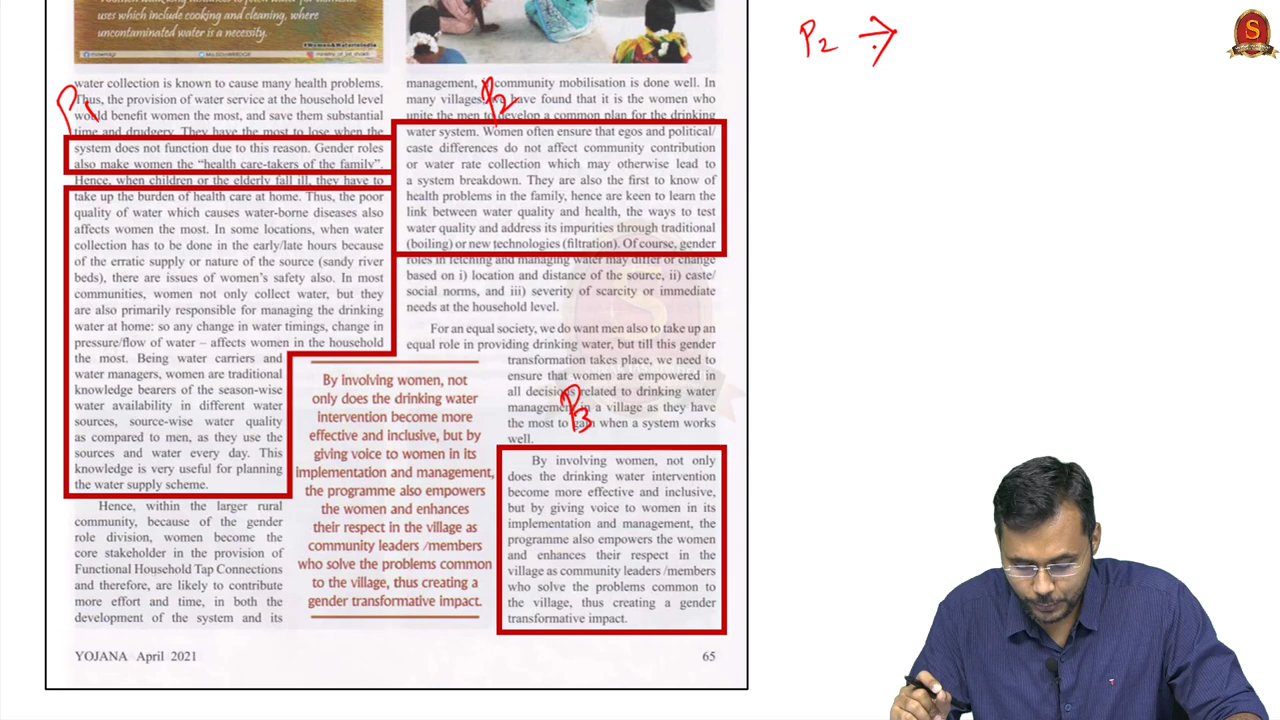 uses which include cooking and cleaning, where
uncontaminated water is a necessity.
#Women&WaterInIndia
water collection is known to cause many health problems.
Thus, the provision of water service at the household level
would benefit women the most, and save them substantial
time and drudgery. They have the most to lose when the
system does not function due to this reason. Gender roles
also make women the “health care-takers of the family”.
Hence, when children or the elderly fall ill, they have to
take up the burden of health care at home. Thus, the poor
quality of water which causes water-borne diseases also
affects women the most. In some locations, when water
collection has to be done in the early/late hours because
of the erratic supply or nature of the source (sandy river
beds), there are issues of women’s safety also. In most
communities, women not only collect water, but they
are also primarily responsible for managing the drinking
water at home: so any change in water timings, change in
pressure/flow of water – affects women in the household
the most. Being water carriers and
water managers, women are traditional
knowledge bearers of the season-wise
water availability in different water
sources, source-wise water quality
as compared to men, as they use the
sources and water every day. This
knowledge is very useful for planning
the water supply scheme.
Hence, within the larger rural
community, because of the gender
role division, women become the
core stakeholder in the provision of
Functional Household Tap Connections
and therefore, are likely to contribute
more effort and time, in both the
development of the system and its
By involving women, not
only does the drinking water
intervention become more
effective and inclusive, but by
giving voice to women in its
implementation and management,
the programme also empowers
the women and enhances
their respect in the village as
community leaders /members
who solve the problems common
to the village, thus creating a
gender transformative impact.
management, community mobilisation is done well. In
many villages, have found that it is the women who
unite the men to develop a common plan for the drinking
water system. Women often ensure that egos and political/
caste differences do not affect community contribution
or water rate collection which may otherwise lead to
a system breakdown. They are also the first to know of
health problems in the family, hence are keen to learn the
link between water quality and health, the ways to test
water quality and address its impurities through traditional
(boiling) or new technologies (filtration). Of course, gender
roles in fetching and managing water may differ or change
based on i) location and distance of the source, ii) caste/
social norms, and iii) severity of scarcity or immediate
needs at the household level.
For an equal society, we do want men also to take up an
equal role in providing drinking water, but till this gender
transformation takes place, we need to
ensure that women are empowered in
all decisions related to drinking water
management in a village as they have
the most to gain when a system works
well.
By involving women, not only
does the drinking water intervention
become more effective and inclusive,
but by giving voice to women in its
implementation and management, the
programme also empowers the women
and enhances their respect in the
village as community leaders /members
who solve the problems common to
the village, thus creating a gender
transformative impact.
YOJANA April 2021
65
P1
P2
P3
P2 →
S